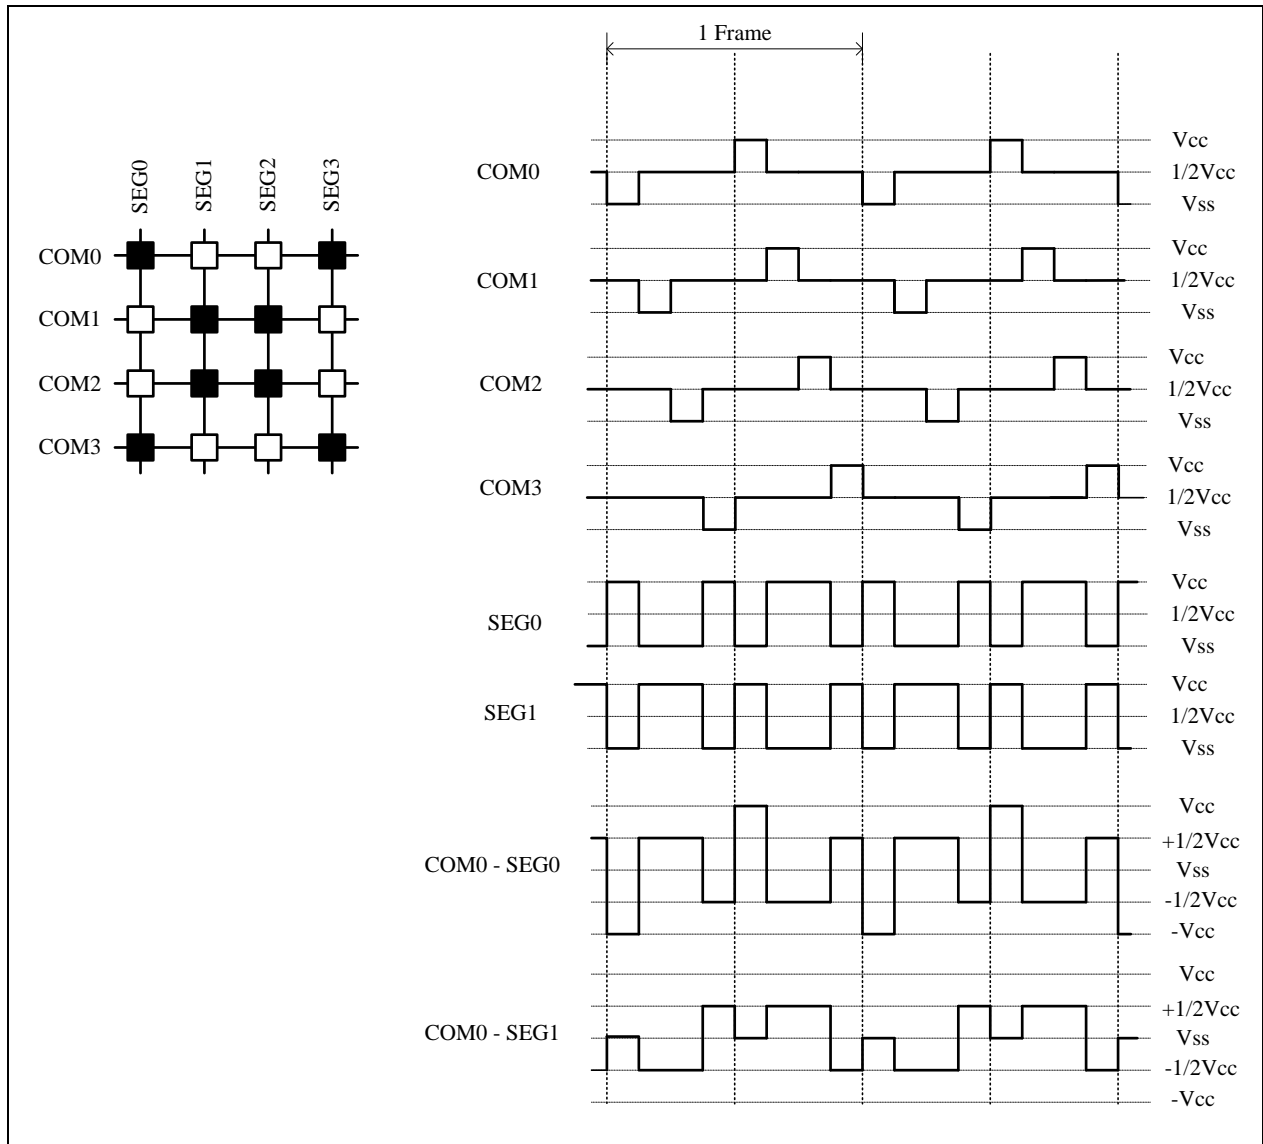 1 Frame
SEG0
SEG1
SEG2
SEG3
COM0
COM1
COM2
COM3
COM0
Vcc
1/2Vcc
Vss
COM1
Vcc
1/2Vcc
Vss
COM2
Vcc
1/2Vcc
Vss
COM3
Vcc
1/2Vcc
Vss
SEG0
Vcc
1/2Vcc
Vss
SEG1
Vcc
1/2Vcc
Vss
COM0 - SEG0
Vcc
+1/2Vcc
Vss
-1/2Vcc
-Vcc
COM0 - SEG1
Vcc
+1/2Vcc
Vss
-1/2Vcc
-Vcc